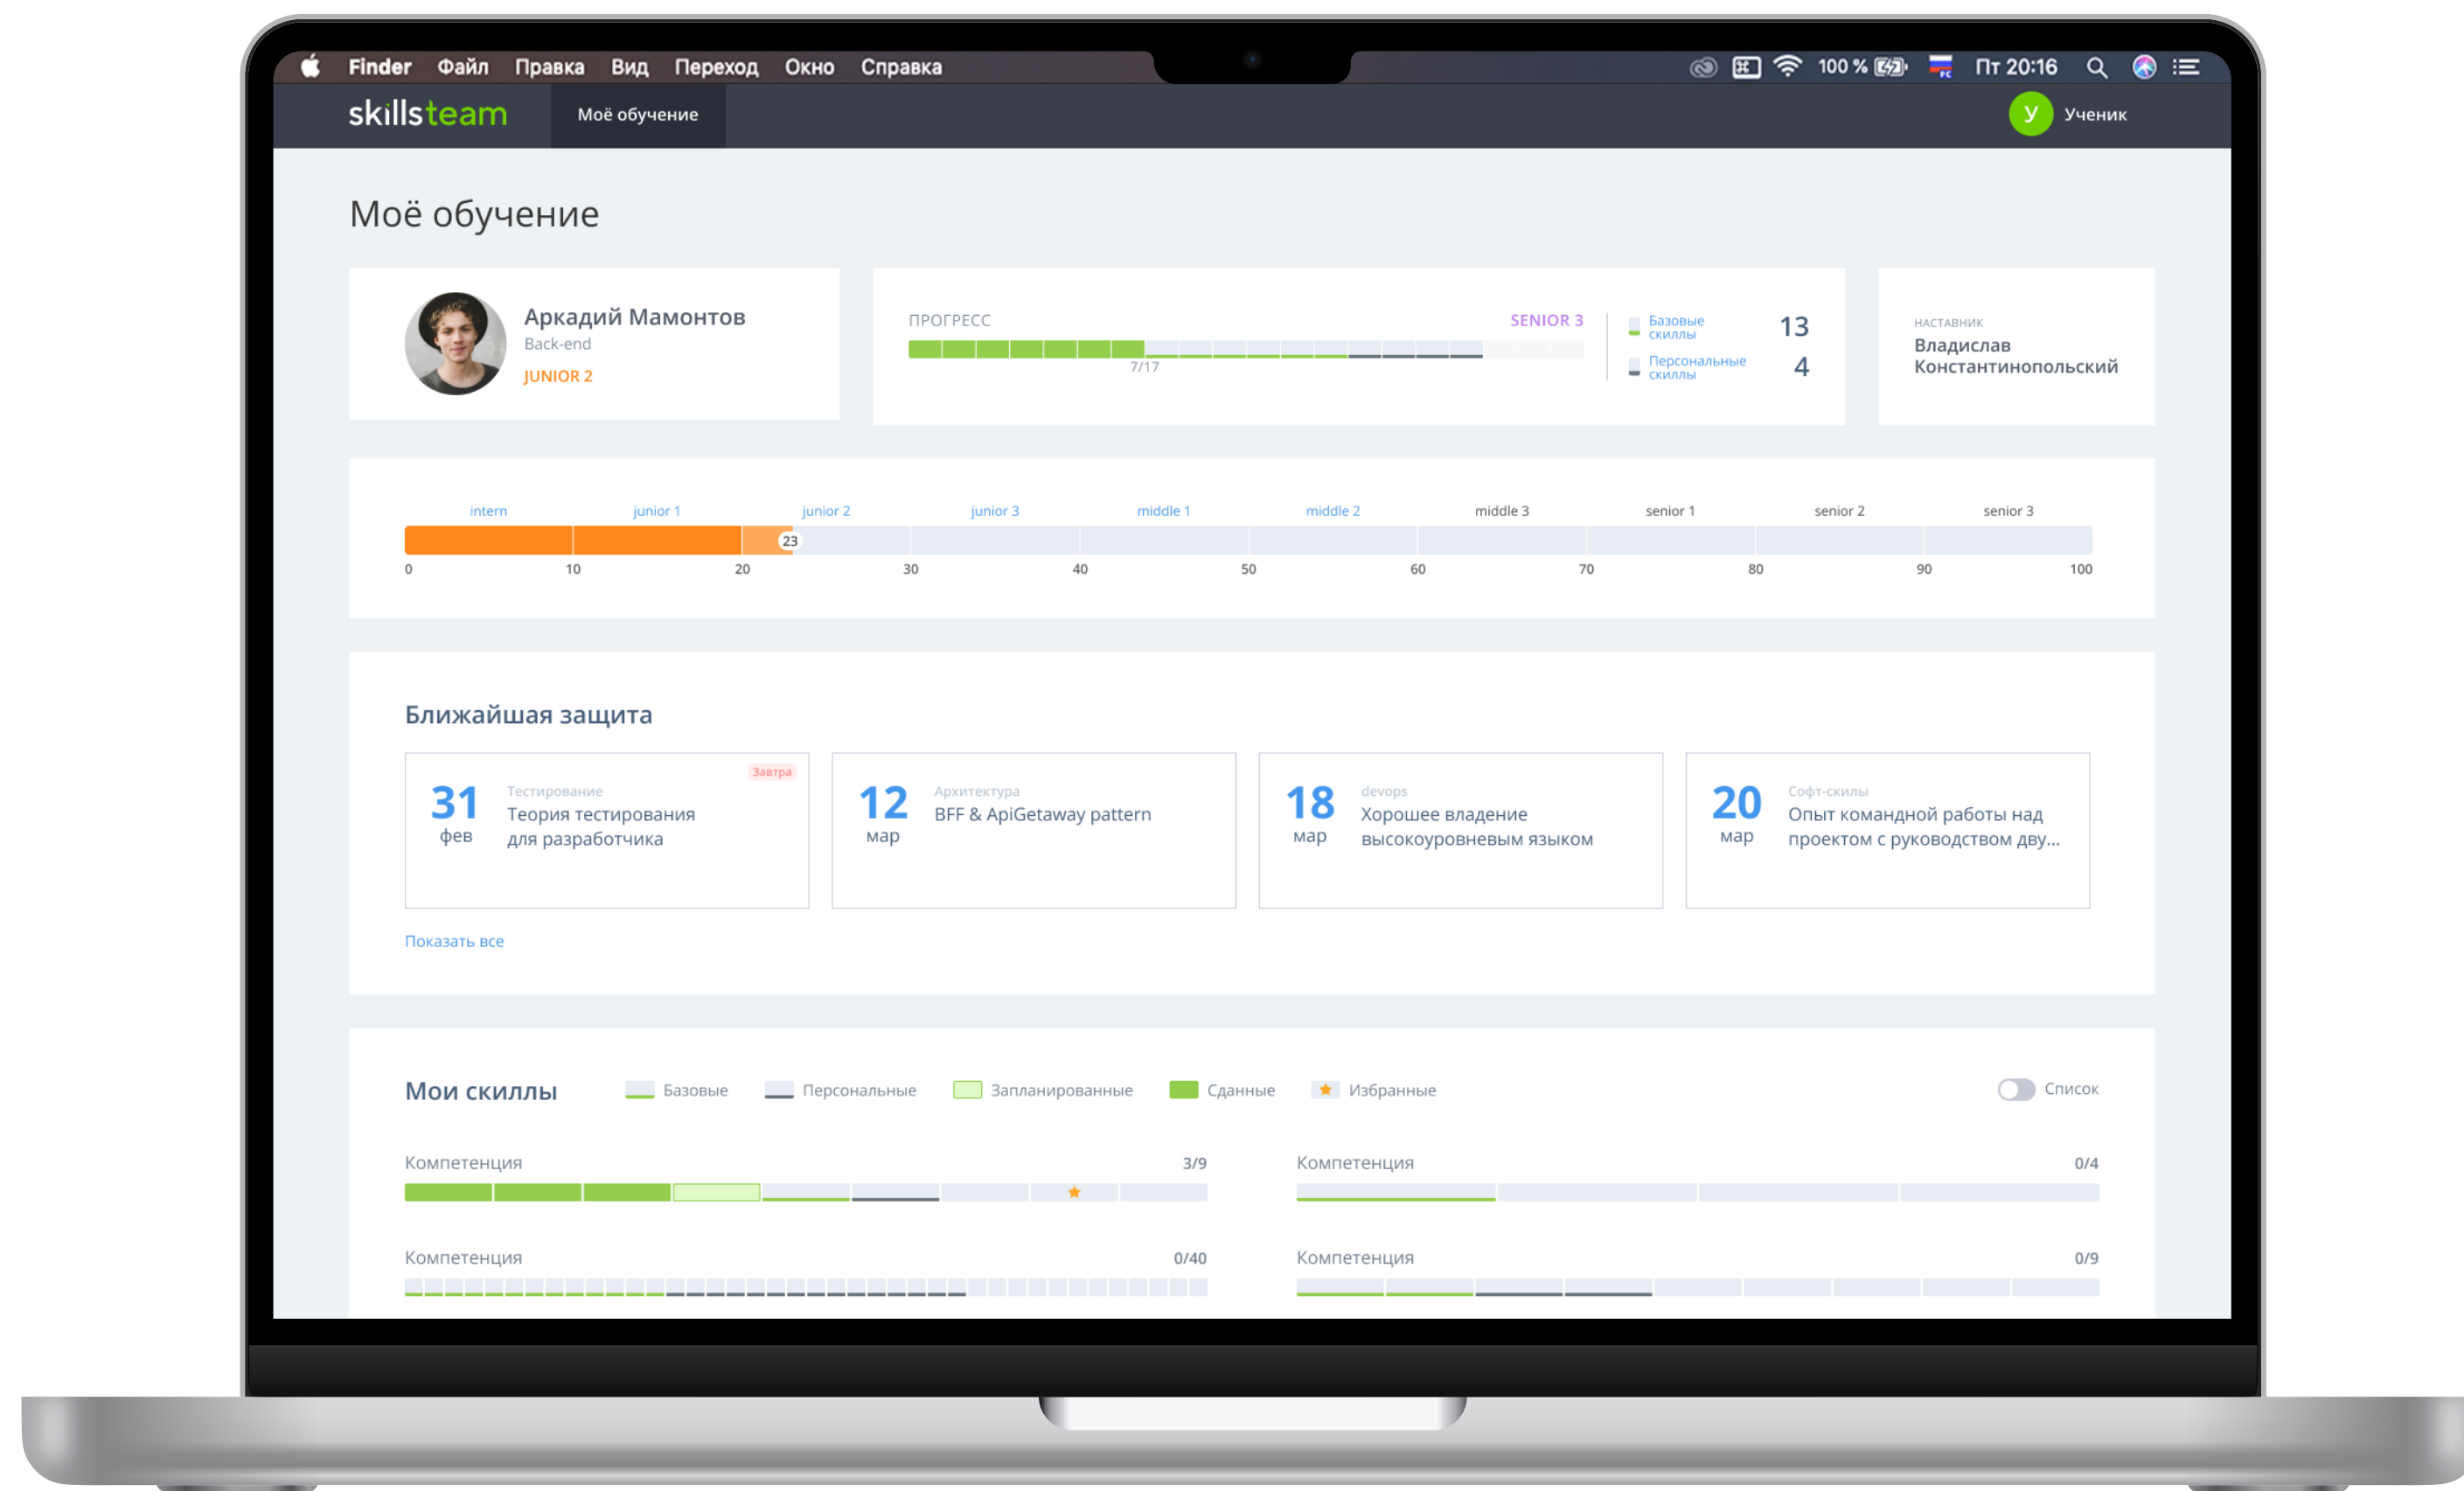 Finder Файл Правка Вид Переход Окно Справка 100 % РС Пт 20:16
skillsteam Моё обучение У Ученик
Моё обучение
Аркадий Мамонтов
Back-end
JUNIOR 2
ПРОГРЕСС SENIOR 3
7/17
Базовые
скиллы
13
Персональные
скиллы
4
НАСТАВНИК
Владислав
Константинопольский
intern junior 1 junior 2 junior 3 middle 1 middle 2 middle 3 senior 1 senior 2 senior 3
23
0 10 20 30 40 50 60 70 80 90 100
Ближайшая защита
Завтра
31
фев
Тестирование
Теория тестирования
для разработчика
12
мар
Архитектура
BFF & ApiGetaway pattern
18
мар
devops
Хорошее владение
высокоуровневым языком
20
мар
Софт-скилы
Опыт командной работы над
проектом с руководством дву...
Показать все
Мои скиллы Базовые Персональные Запланированные Сданные Избранные Список
Компетенция 3/9
Компетенция 0/4
Компетенция 0/40
Компетенция 0/9